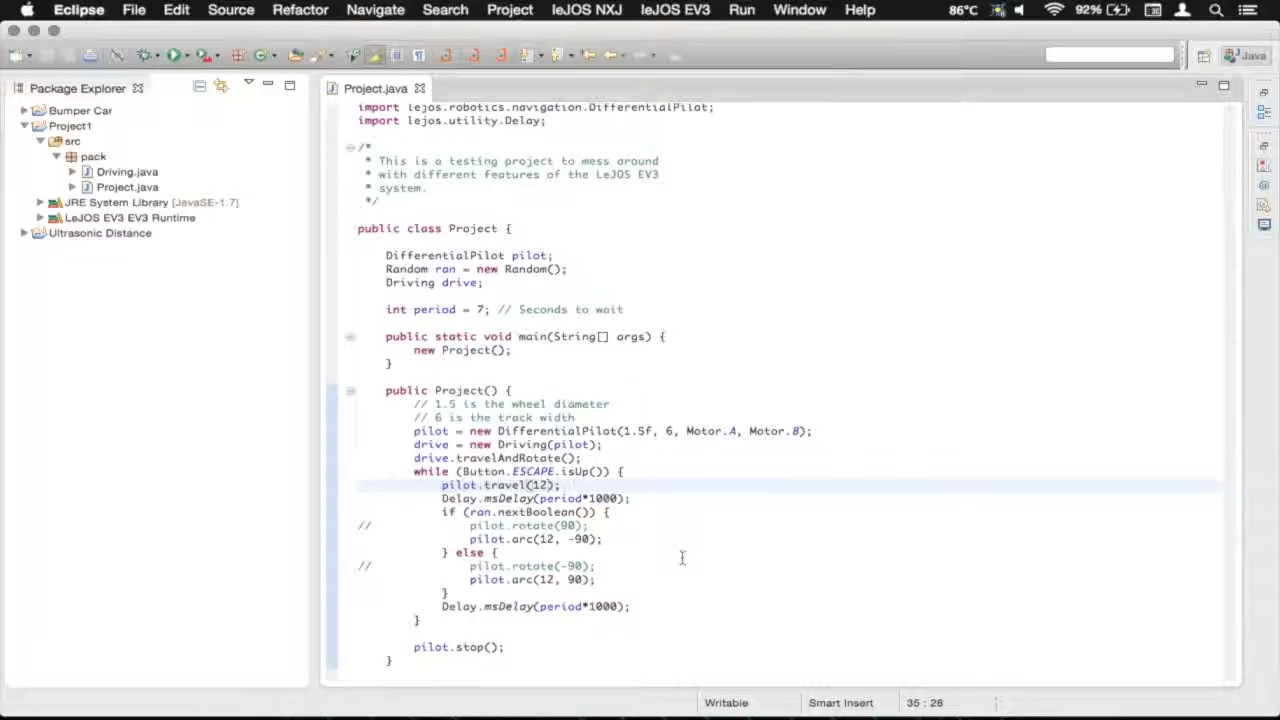 Eclipse File Edit Source Refactor Navigate Search Project leJOS NXJ leJOS EV3 Run Window Help 86°C 92%
Java
Package Explorer
Project.java
Bumper Car
Project1
src
pack
Driving.java
Project.java
JRE System Library [JavaSE-1.7]
LeJOS EV3 EV3 Runtime
Ultrasonic Distance
import lejos.robotics.navigation.DifferentialPilot;
import lejos.utility.Delay;
/*
* This is a testing project to mess around
* with different features of the LeJOS EV3
* system.
*/
public class Project {
DifferentialPilot pilot;
Random ran = new Random();
Driving drive;
int period = 7; // Seconds to wait
public static void main(String[] args) {
new Project();
}
public Project() {
// 1.5 is the wheel diameter
// 6 is the track width
pilot = new DifferentialPilot(1.5f, 6, Motor.A, Motor.B);
drive = new Driving(pilot);
drive.travelAndRotate();
while (Button.ESCAPE.isUp()) {
pilot.travel(12);
Delay.msDelay(period*1000);
if (ran.nextBoolean()) {
// pilot.rotate(90);
pilot.arc(12, -90);
} else {
// pilot.rotate(-90);
pilot.arc(12, 90);
}
Delay.msDelay(period*1000);
}
pilot.stop();
}
Writable Smart Insert 35 : 28